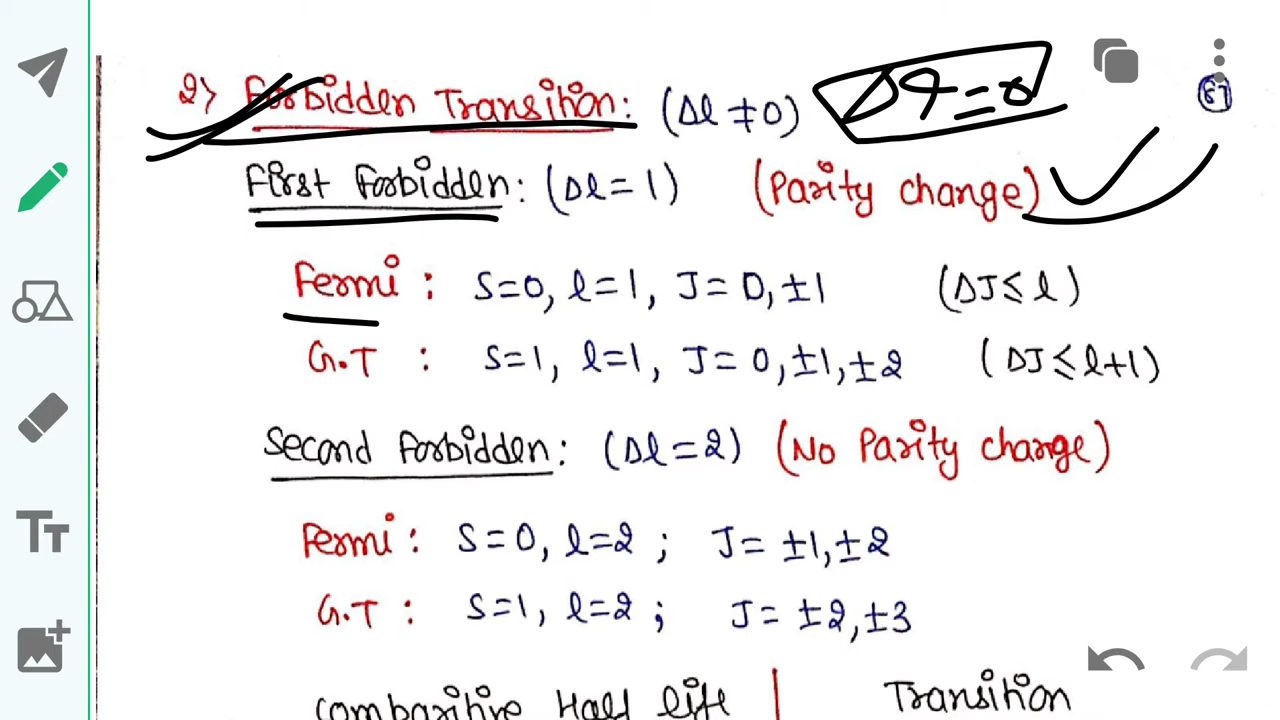 2) Forbidden Transition: (Δl ≠ 0)
67
First Forbidden: (Δl = 1) (Parity change)
Fermi: S=0, l=1, J=0,±1 (ΔJ≤l)
G.T : S=1, l=1, J=0,±1,±2 (ΔJ≤l+1)
Second Forbidden: (Δl=2) (No Parity change)
Fermi: S=0, l=2; J=±1,±2
G.T: S=1, l=2; J=±2,±3
Comparitive Half life | Transition
TT